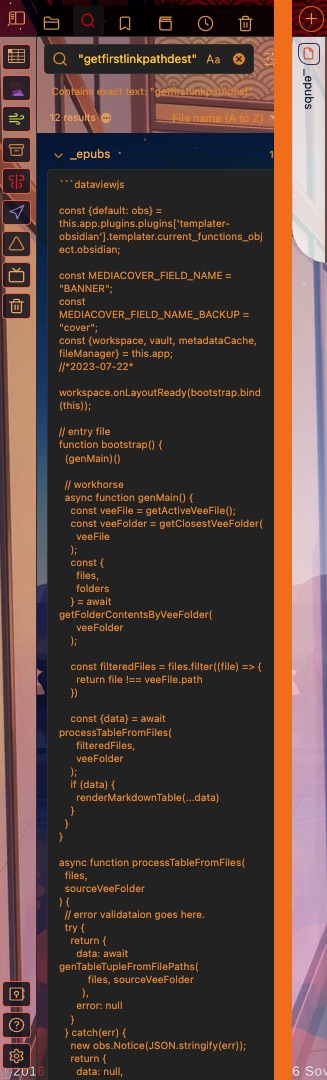 "getfirstlinkpathdest" Aa
Contains exact text: "getfirstlinkpathdest"
12 results
File name (A to Z)
_epubs
_epubs
1
```dataviewjs
const {default: obs} =
this.app.plugins.plugins['templater-
obsidian'].templater.current_functions_obj
ect.obsidian;
const MEDIACOVER_FIELD_NAME =
"BANNER";
const
MEDIACOVER_FIELD_NAME_BACKUP =
"cover";
const {workspace, vault, metadataCache,
fileManager} = this.app;
//*2023-07-22*
workspace.onLayoutReady(bootstrap.bind
(this));
// entry file
function bootstrap() {
(genMain)()
// workhorse
async function genMain() {
const veeFile = getActiveVeeFile();
const veeFolder = getClosestVeeFolder(
veeFile
);
const {
files,
folders
} = await
getFolderContentsByVeeFolder(
veeFolder
);
const filteredFiles = files.filter((file) => {
return file !== veeFile.path
})
const {data} = await
processTableFromFiles(
filteredFiles,
veeFolder
);
if (data) {
renderMarkdownTable(...data)
}
}
}
async function processTableFromFiles(
files,
sourceVeeFolder
) {
// error validataion goes here.
try {
return {
data: await
genTableTupleFromFilePaths(
files, sourceVeeFolder
),
error: null
}
} catch(err) {
new obs.Notice(JSON.stringify(err));
return {
data: null,
©2018
6 Sov